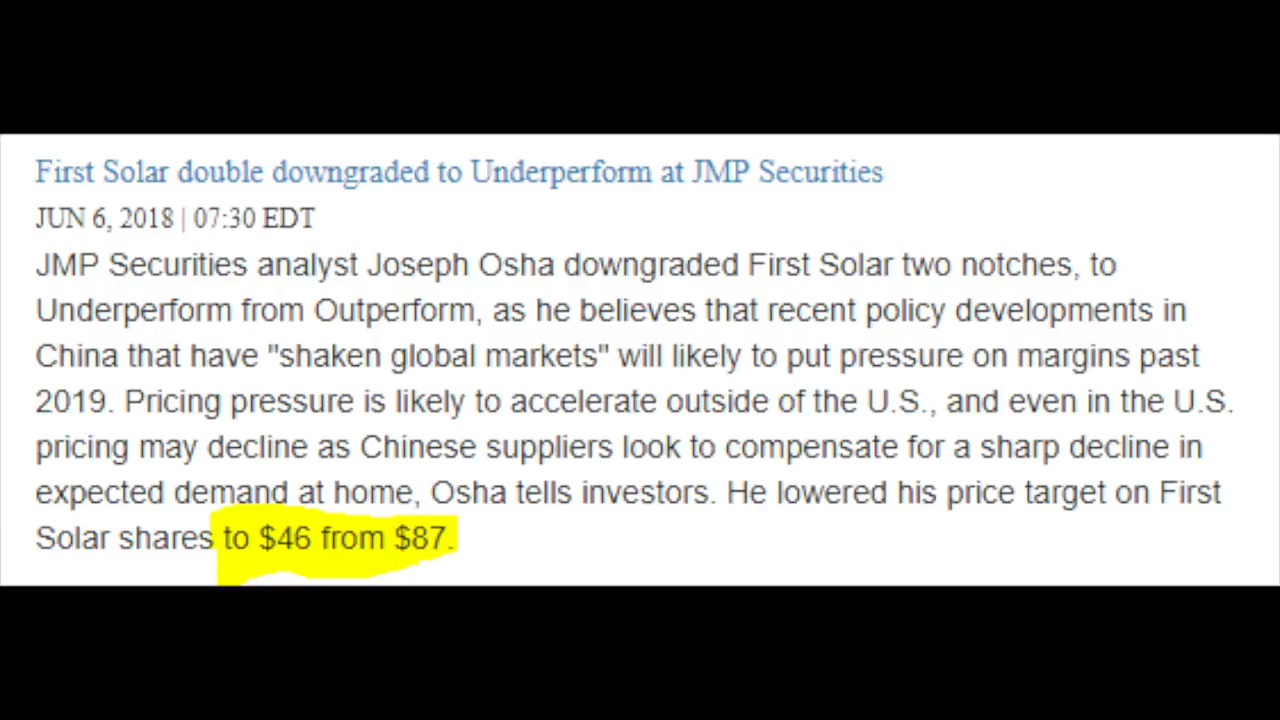 First Solar double downgraded to Underperform at JMP Securities
JUN 6, 2018 | 07:30 EDT
JMP Securities analyst Joseph Osha downgraded First Solar two notches, to
Underperform from Outperform, as he believes that recent policy developments in
China that have "shaken global markets" will likely to put pressure on margins past
2019. Pricing pressure is likely to accelerate outside of the U.S., and even in the U.S.
pricing may decline as Chinese suppliers look to compensate for a sharp decline in
expected demand at home, Osha tells investors. He lowered his price target on First
Solar shares to $46 from $87.